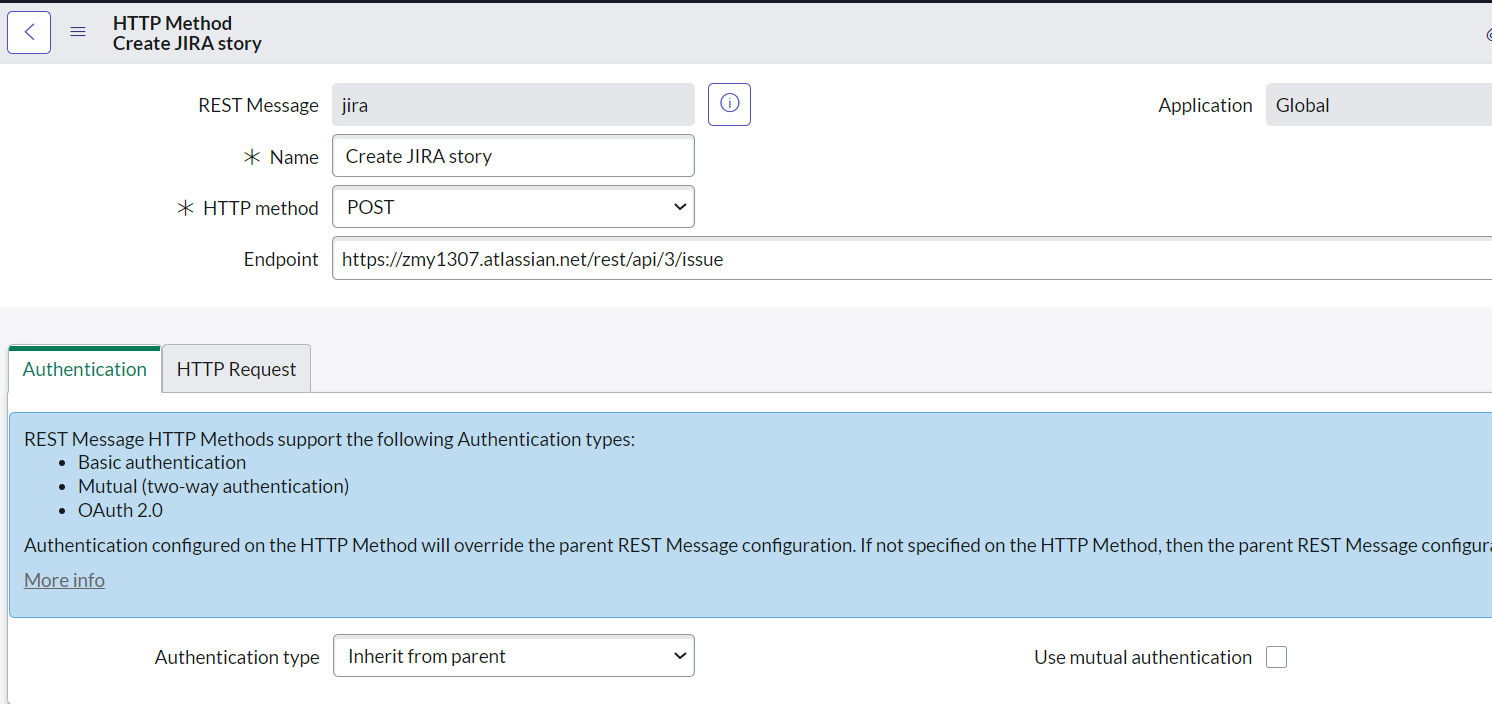 HTTP Method
Create JIRA story
REST Message jira
Application Global
Name Create JIRA story
HTTP method POST
Endpoint https://zmy1307.atlassian.net/rest/api/3/issue
Authentication HTTP Request
REST Message HTTP Methods support the following Authentication types:
• Basic authentication
• Mutual (two-way authentication)
• OAuth 2.0
Authentication configured on the HTTP Method will override the parent REST Message configuration. If not specified on the HTTP Method, then the parent REST Message
More info
Authentication type Inherit from parent
Use mutual authentication